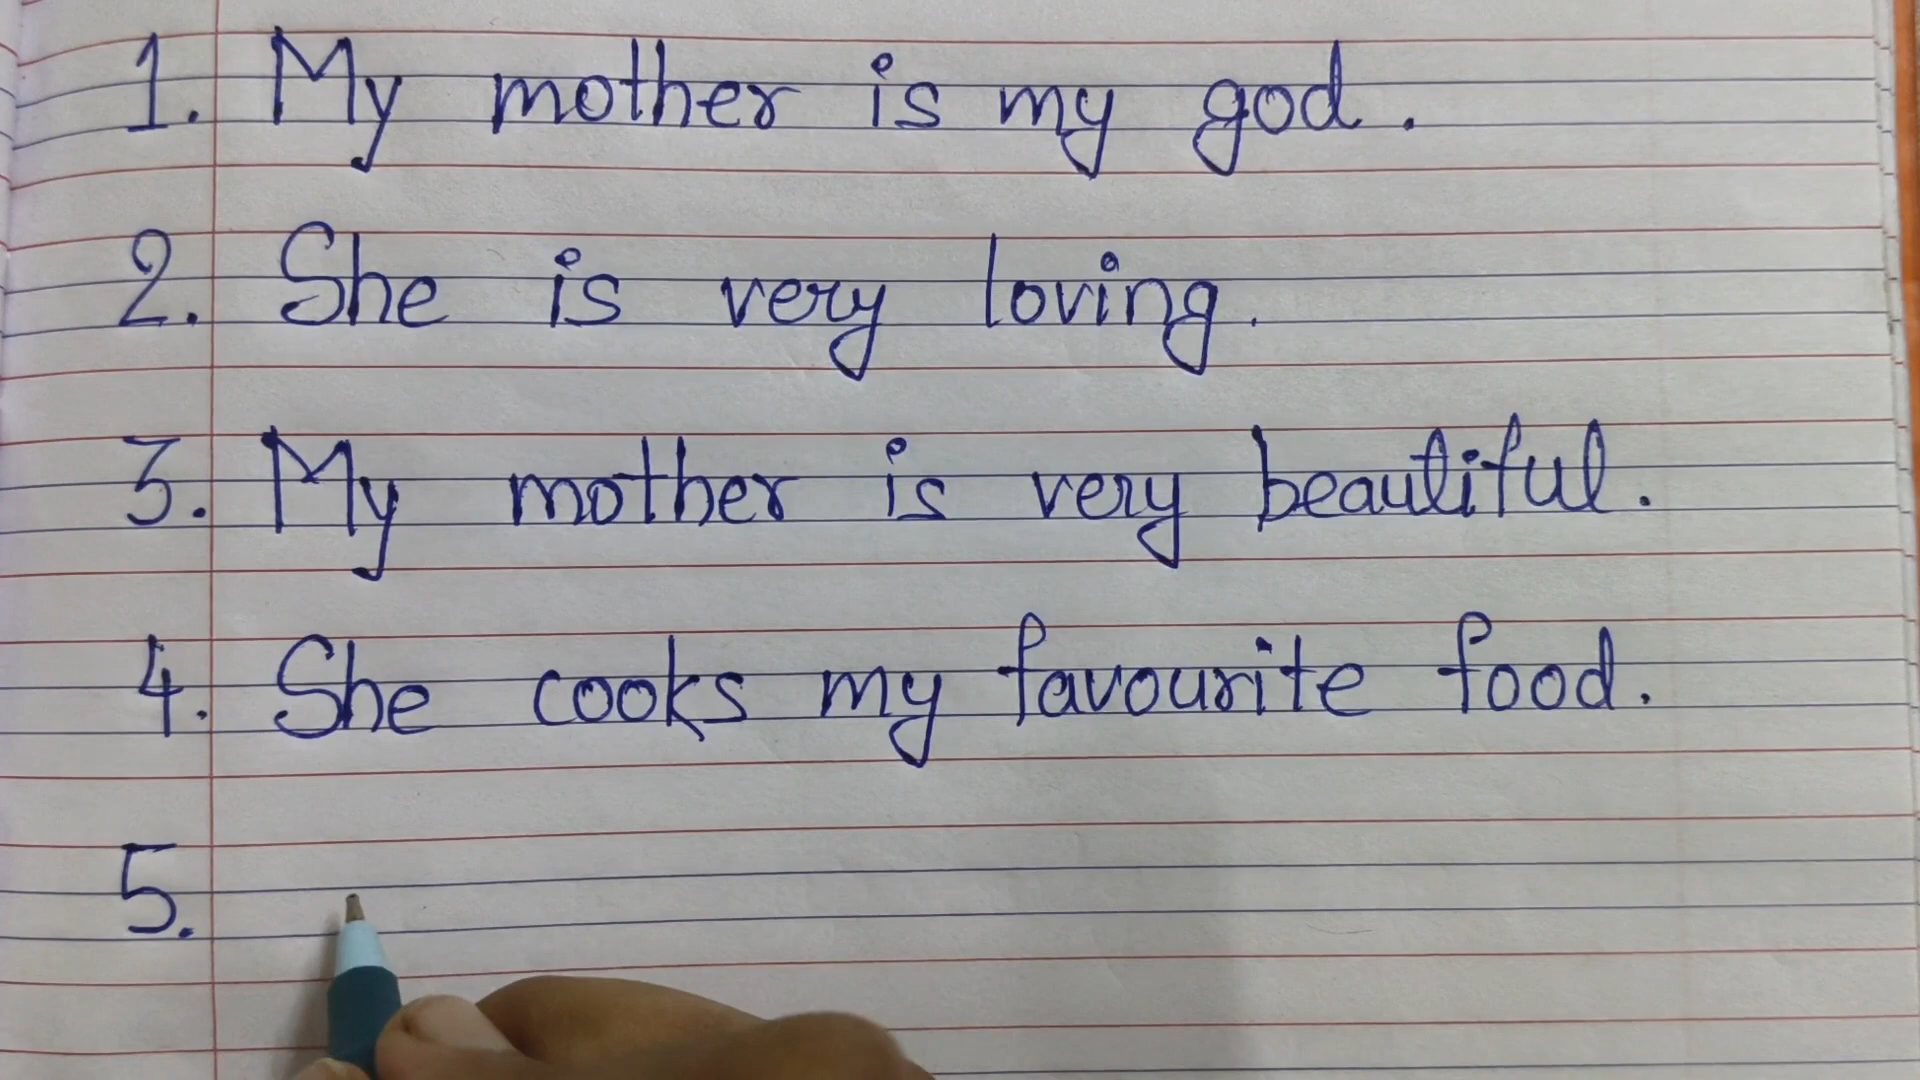 1. My mother is my god.
2. She is very loving.
3. My mother is very beautiful.
4. She cooks my favourite food.
5.